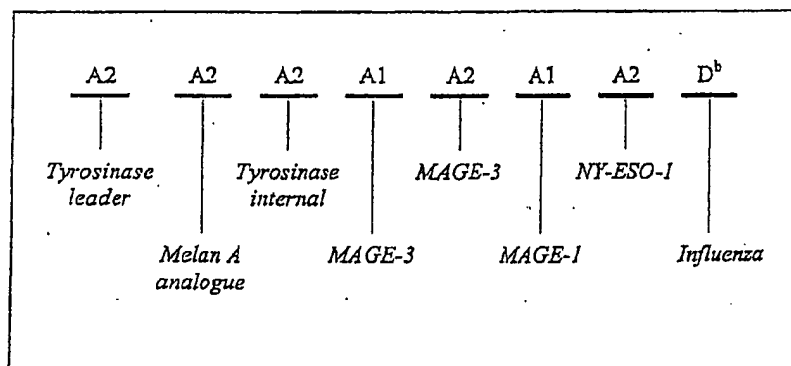 A2 A2 A2 A1 A2 A1 A2 Dᵇ
Tyrosinase Tyrosinase MAGE-3 NY-ESO-1
leader internal
Melan A MAGE-3 MAGE-1 Influenza
analogue